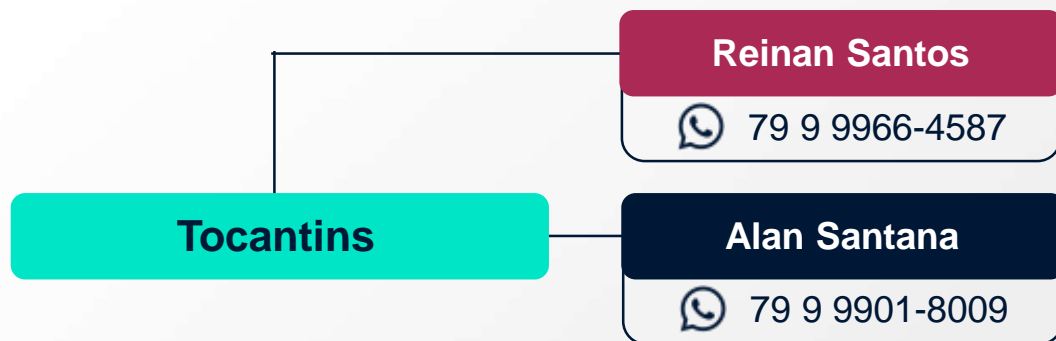 Reinan Santos
79 9 9966-4587
Tocantins
Alan Santana
79 9 9901-8009